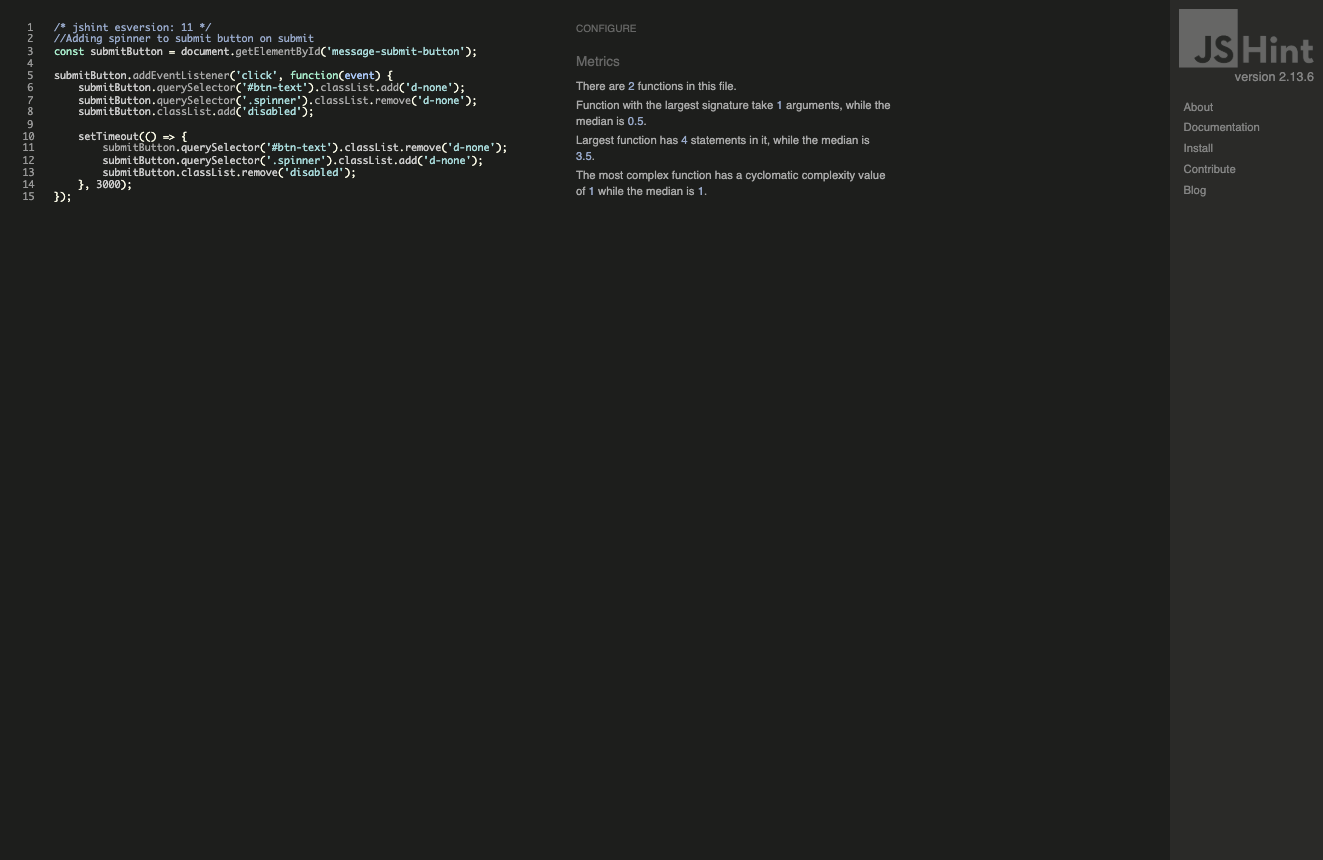 1 /* jshint esversion: 11 */
2 //Adding spinner to submit button on submit
3 const submitButton = document.getElementById('message-submit-button');
4
5 submitButton.addEventListener('click', function(event) {
6 submitButton.querySelector('#btn-text').classList.add('d-none');
7 submitButton.querySelector('.spinner').classList.remove('d-none');
8 submitButton.classList.add('disabled');
9
10 setTimeout(() => {
11 submitButton.querySelector('#btn-text').classList.remove('d-none');
12 submitButton.querySelector('.spinner').classList.add('d-none');
13 submitButton.classList.remove('disabled');
14 }, 3000);
15 });
CONFIGURE
Metrics
There are 2 functions in this file.
Function with the largest signature take 1 arguments, while the
median is 0.5.
Largest function has 4 statements in it, while the median is
3.5.
The most complex function has a cyclomatic complexity value
of 1 while the median is 1.
JSHint
version 2.13.6
About
Documentation
Install
Contribute
Blog